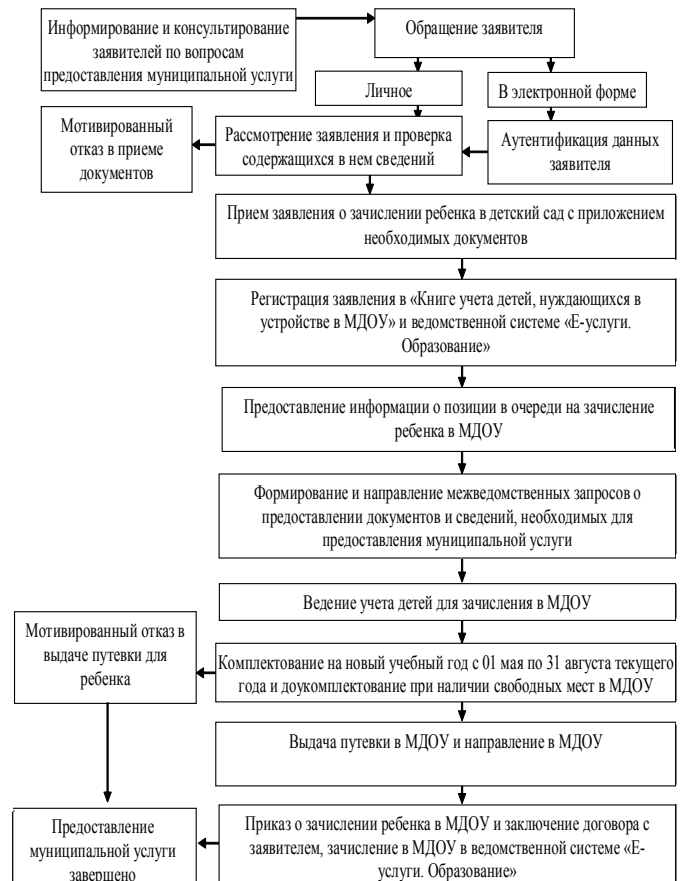 Информирование и консультирование
заявителей по вопросам
предоставления муниципальной услуги
Обращение заявителя
Личное
В электронной форме
Мотивированный
отказ в приеме
документов
Рассмотрение заявления и проверка
содержащихся в нем сведений
Аутентификация данных
заявителя
Прием заявления о зачислении ребенка в детский сад с приложением
необходимых документов
Регистрация заявления в «Книге учета детей, нуждающихся в
устройстве в МДОУ» и ведомственной системе «Е-услуги.
Образование»
Предоставление информации о позиции в очереди на зачисление
ребенка в МДОУ
Формирование и направление межведомственных запросов о
предоставлении документов и сведений, необходимых для
предоставления муниципальной услуги
Ведение учета детей для зачисления в МДОУ
Мотивированный отказ в
выдаче путевки для
ребенка
Комплектование на новый учебный год с 01 мая по 31 августа текущего
года и доукомплектование при наличии свободных мест в МДОУ
Выдача путевки в МДОУ и направление в МДОУ
Предоставление
муниципальной услуги
завершено
Приказ о зачислении ребенка в МДОУ и заключение договора с
заявителем, зачисление в МДОУ в ведомственной системе «Е-
услуги. Образование»